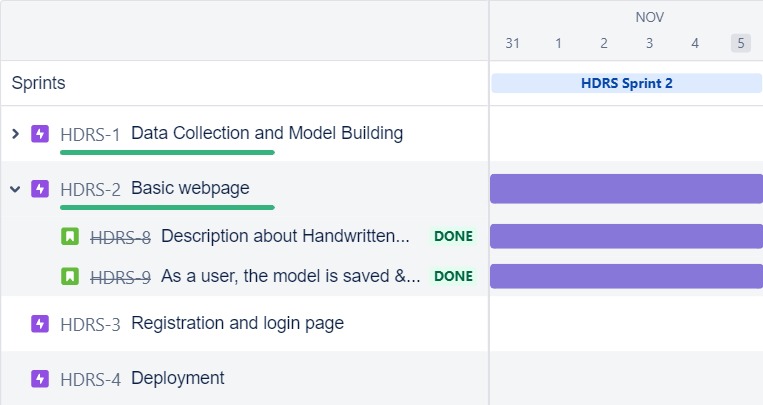 NOV
31 1 2 3 4 5
Sprints
HDRS Sprint 2
HDRS-1 Data Collection and Model Building
HDRS-2 Basic webpage
HDRS-8 Description about Handwritten... DONE
HDRS-9 As a user, the model is saved &... DONE
HDRS-3 Registration and login page
HDRS-4 Deployment